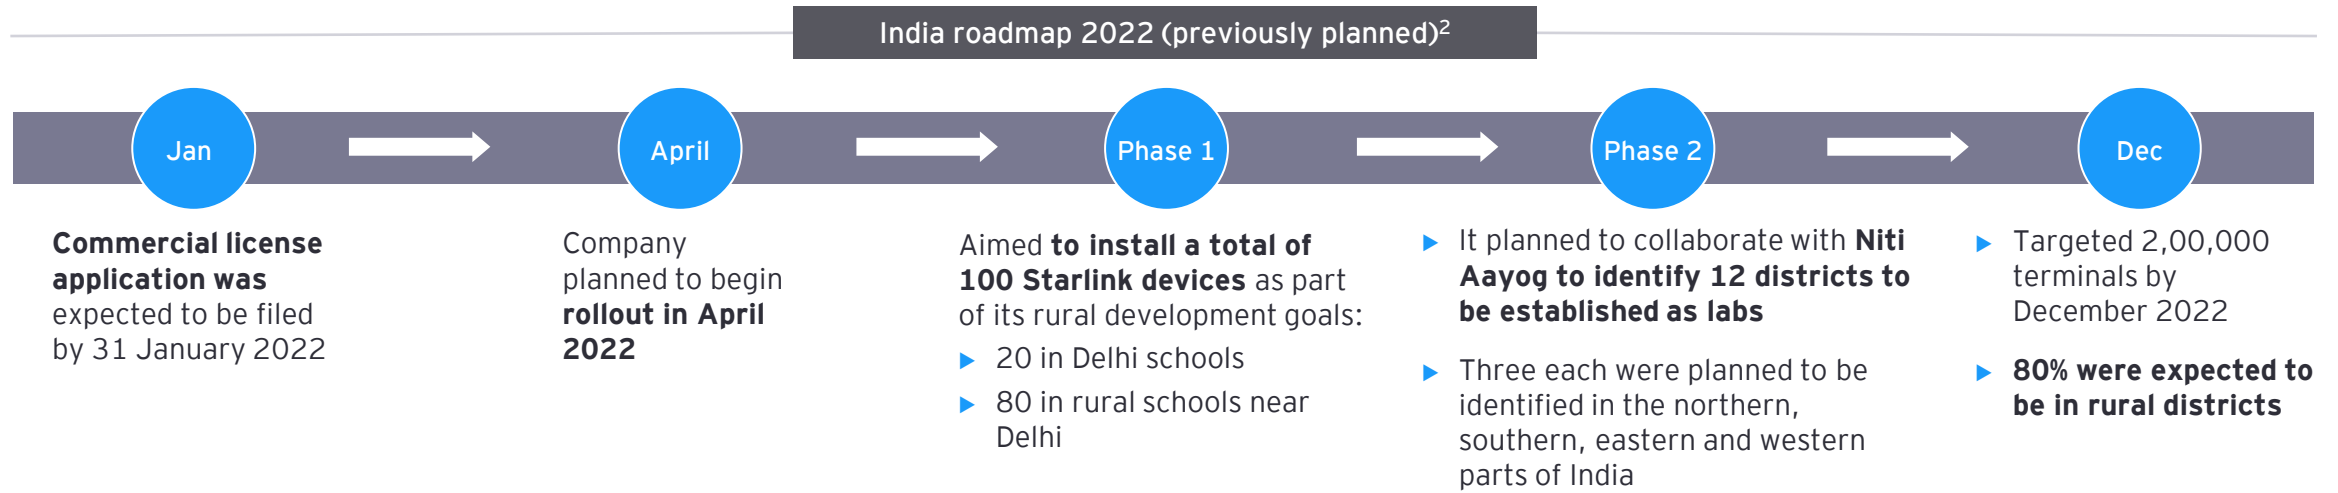 India roadmap 2022 (previously planned)2
Jan
April
Phase 1
Phase 2
Dec
Commercial license
application was
expected to be filed
by 31 January 2022
Company
planned to begin
rollout in April
2022
Aimed to install a total of
100 Starlink devices as part
of its rural development goals:
20 in Delhi schools
80 in rural schools near
Delhi
It planned to collaborate with Niti
Aayog to identify 12 districts to
be established as labs
Three each were planned to be
identified in the northern,
southern, eastern and western
parts of India
Targeted 2,00,000
terminals by
December 2022
80% were expected to
be in rural districts